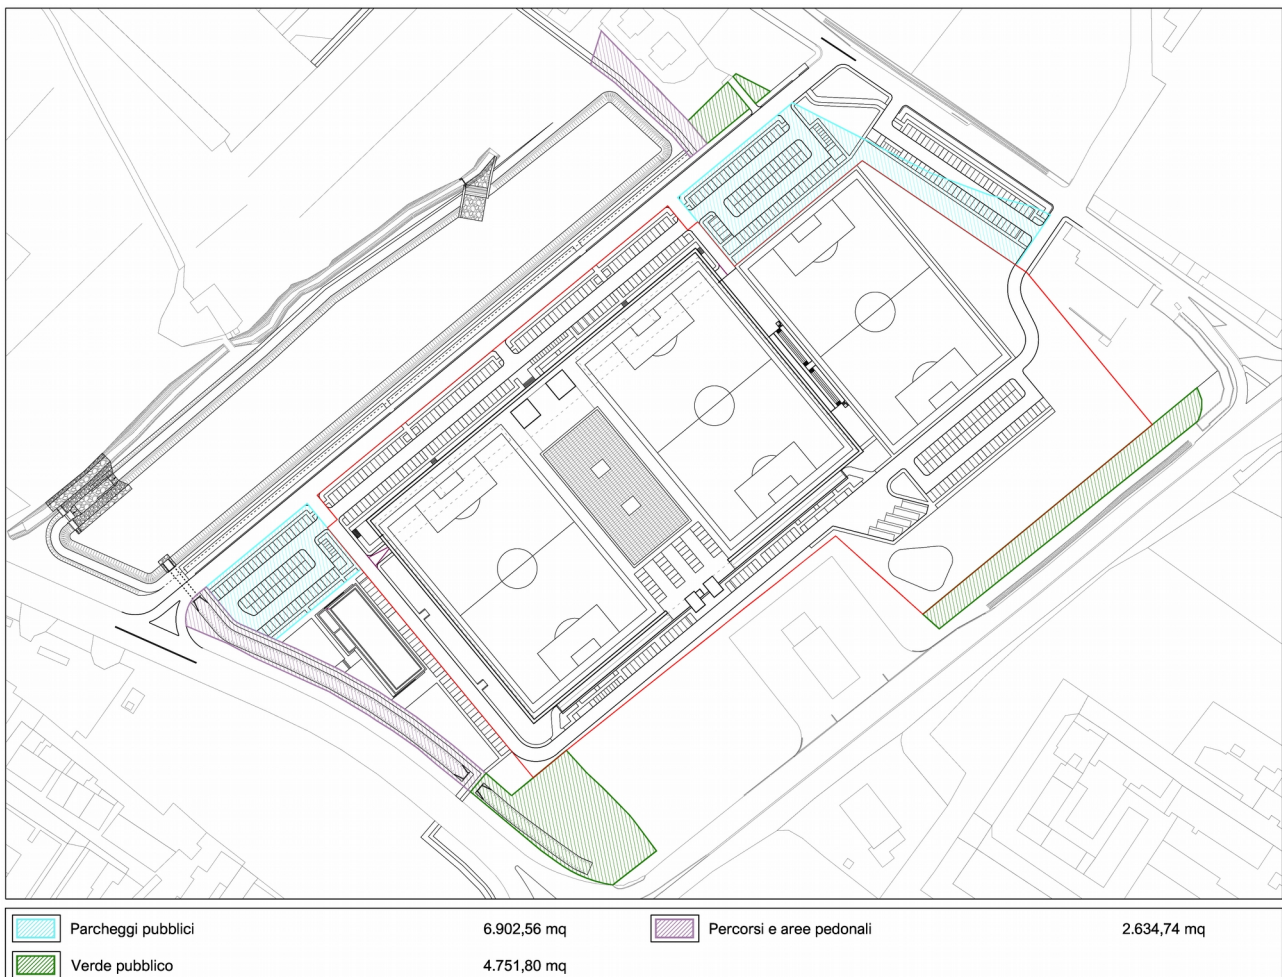 Parcheggi pubblici 6.902,56 mq Percorsi e aree pedonali 2.634,74 mq
Verde pubblico 4.751,80 mq